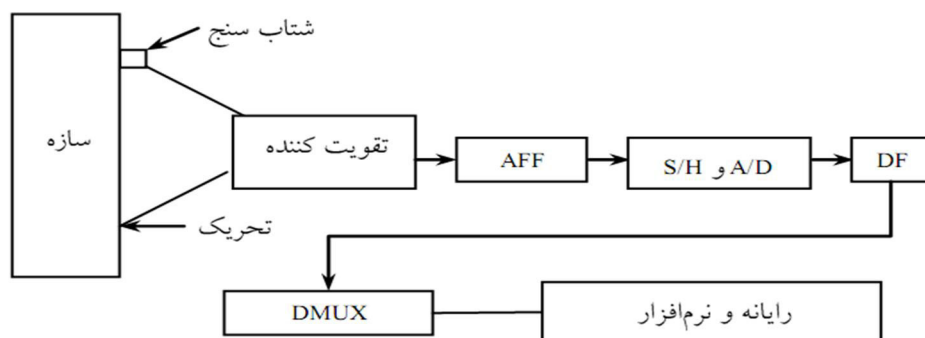 شتاب سنج
سازه
تقویت کننده
AFF
S/H و A/D
DF
تحریک
DMUX
رایانه و نرم‌افزار